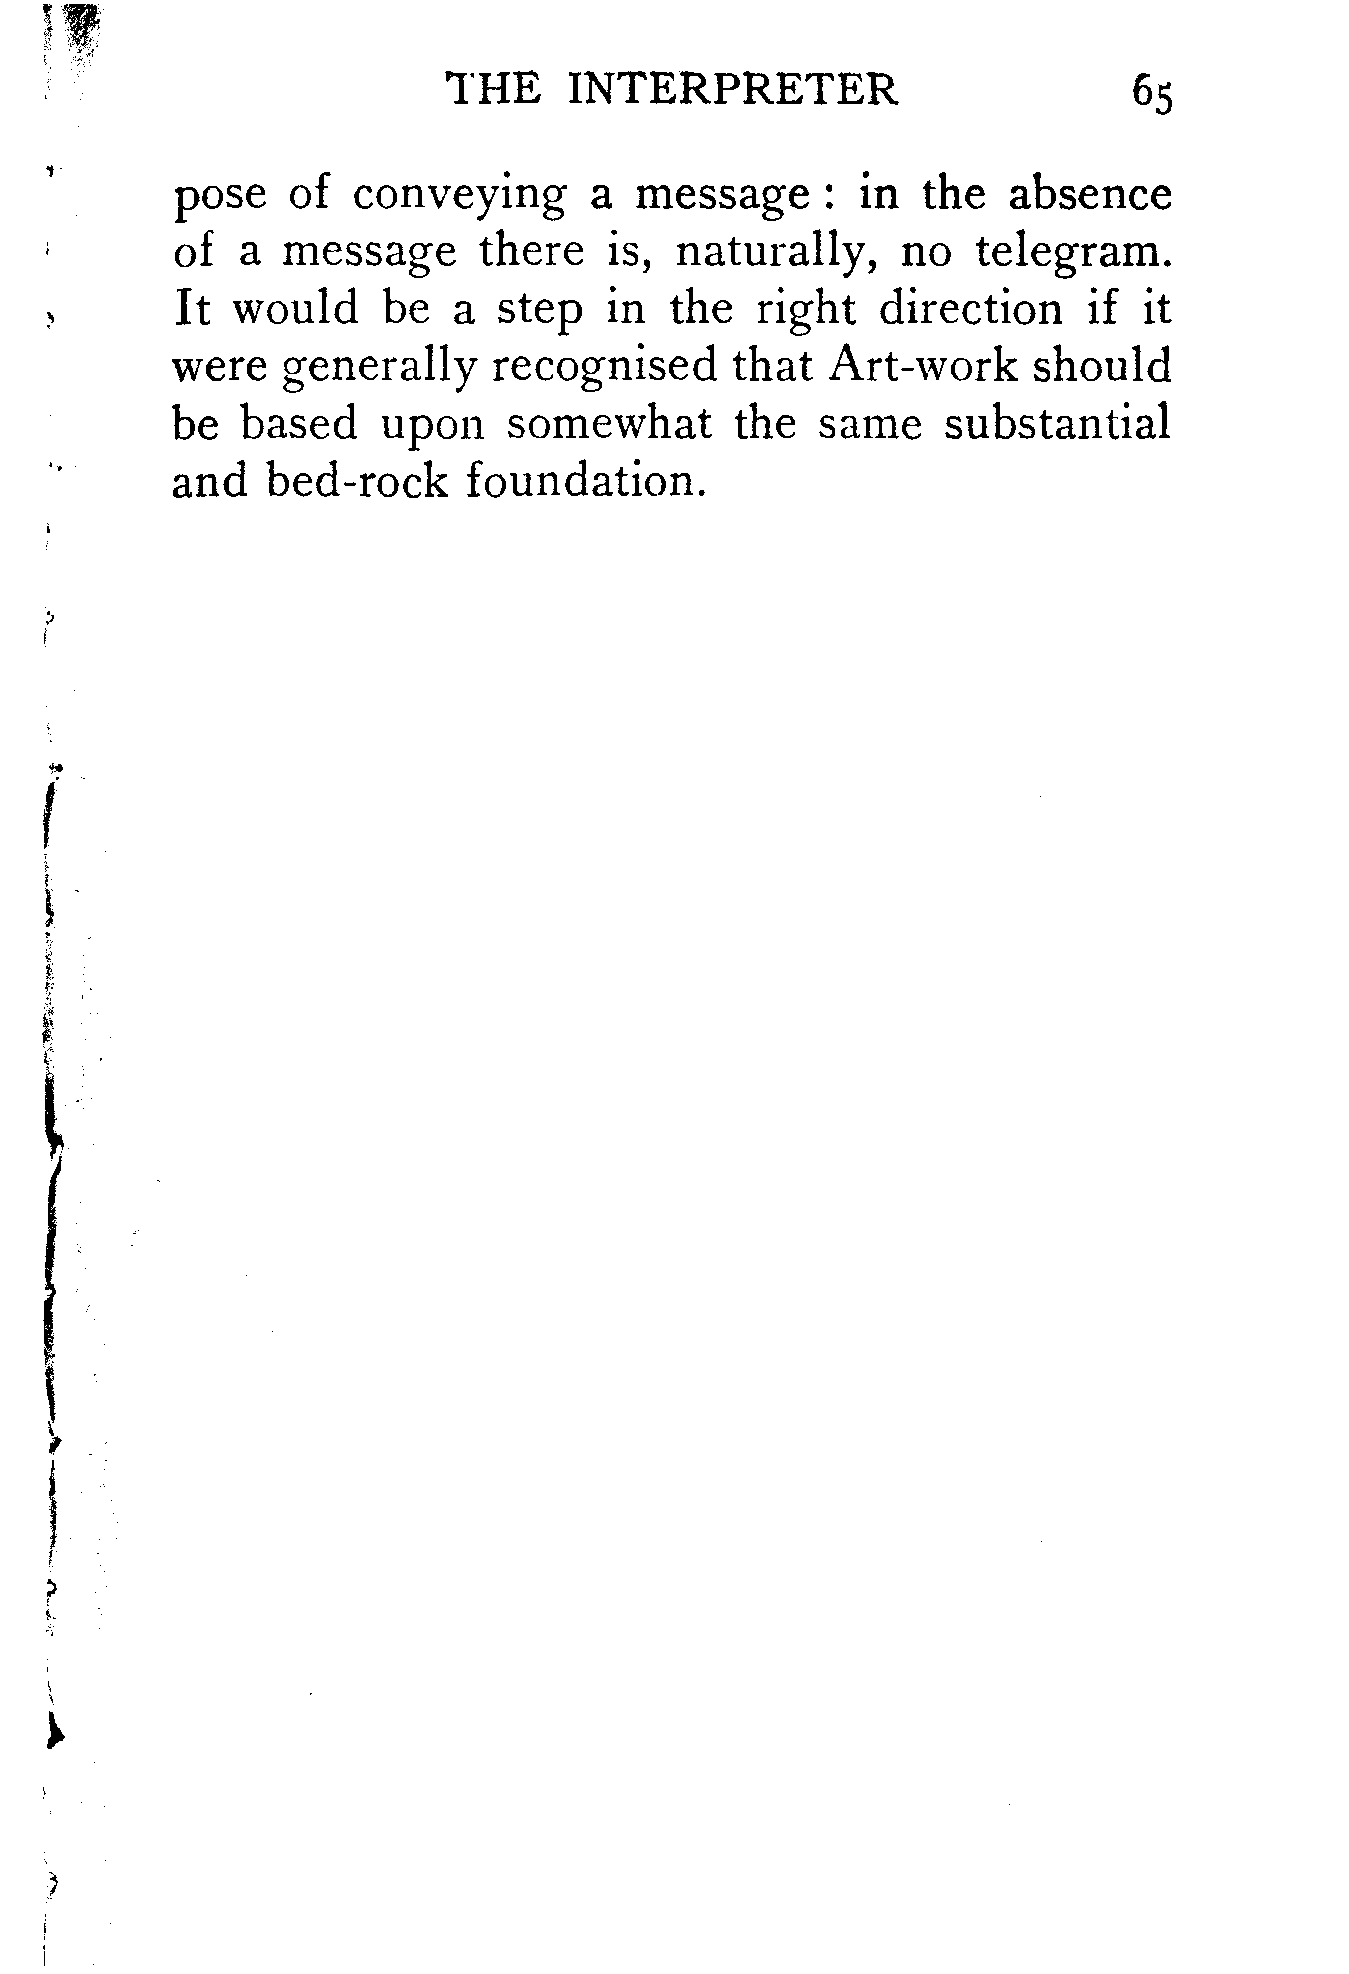 THE INTERPRETER 65
pose of conveying a message : in the absence
of a message there is, naturally, no telegram.
It would be a step in the right direction if it
were generally recognised that Art-work should
be based upon somewhat the same substantial
and bed-rock foundation.